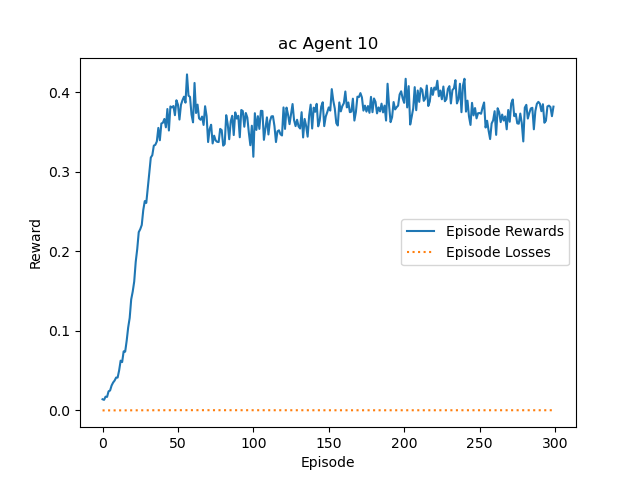 ac Agent 10
0.4
0.3
0.2
0.1
0.0
Reward
Episode Rewards
Episode Losses
0 50 100 150 200 250 300
Episode